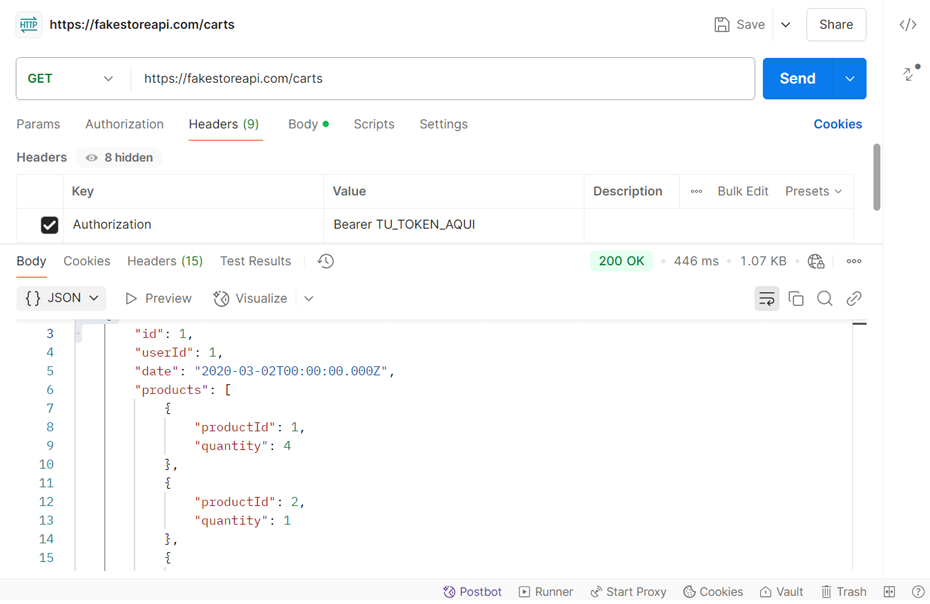 HTTP https://fakestoreapi.com/carts Save Share </>
GET https://fakestoreapi.com/carts Send
Params Authorization Headers (9) Body Scripts Settings Cookies
Headers 8 hidden
Key Value Description Bulk Edit Presets
Authorization Bearer TU_TOKEN_AQUI
Body Cookies Headers (15) Test Results 200 OK • 446 ms • 1.07 KB
{} JSON Preview Visualize
3 "id": 1,
4 "userId": 1,
5 "date": "2020-03-02T00:00:00.000Z",
6 "products": [
7 {
8 "productId": 1,
9 "quantity": 4
10 },
11 {
12 "productId": 2,
13 "quantity": 1
14 },
15 {
Postbot Runner Start Proxy Cookies Vault Trash